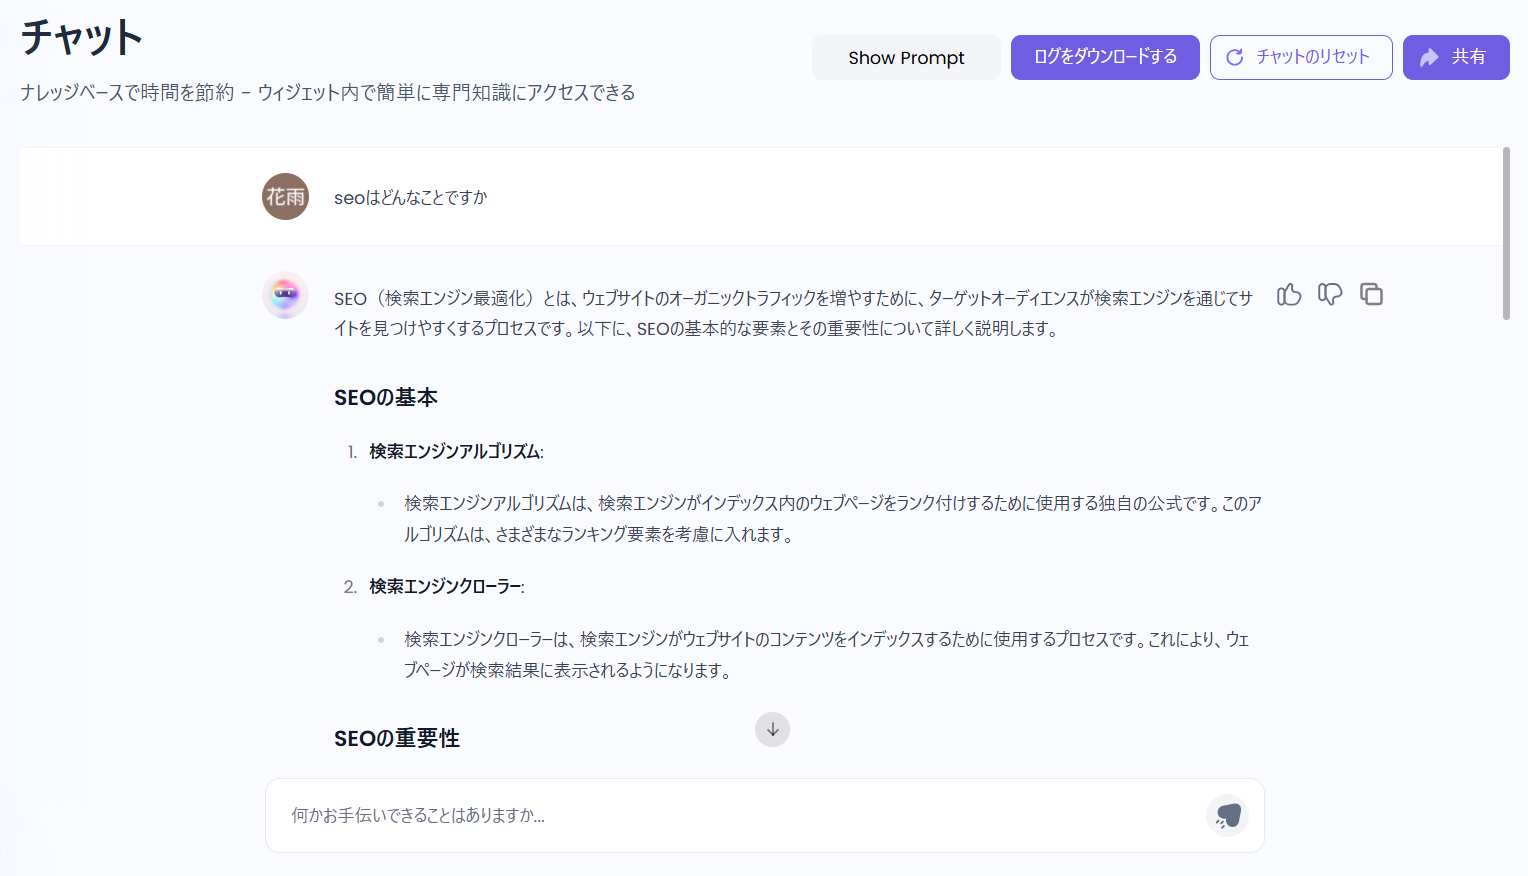 チャット
Show Prompt
ログをダウンロードする
チャットのリセット
共有
ナレッジベースで時間を節約 - ウィジェット内で簡単に専門知識にアクセスできる
花雨
seoはどんなことですか
SEO（検索エンジン最適化）とは、ウェブサイトのオーガニックトラフィックを増やすために、ターゲットオーディエンスが検索エンジンを通じてサ
イトを見つけやすくするプロセスです。以下に、SEOの基本的な要素とその重要性について詳しく説明します。
SEOの基本
1. 検索エンジンアルゴリズム:
検索エンジンアルゴリズムは、検索エンジンがインデックス内のウェブページをランク付けするために使用する独自の公式です。このア
ルゴリズムは、さまざまなランキング要素を考慮に入れます。
2. 検索エンジンクローラー:
検索エンジンクローラーは、検索エンジンがウェブサイトのコンテンツをインデックスするために使用するプロセスです。これにより、ウェ
ブページが検索結果に表示されるようになります。
SEOの重要性
何かお手伝いできることはありますか...